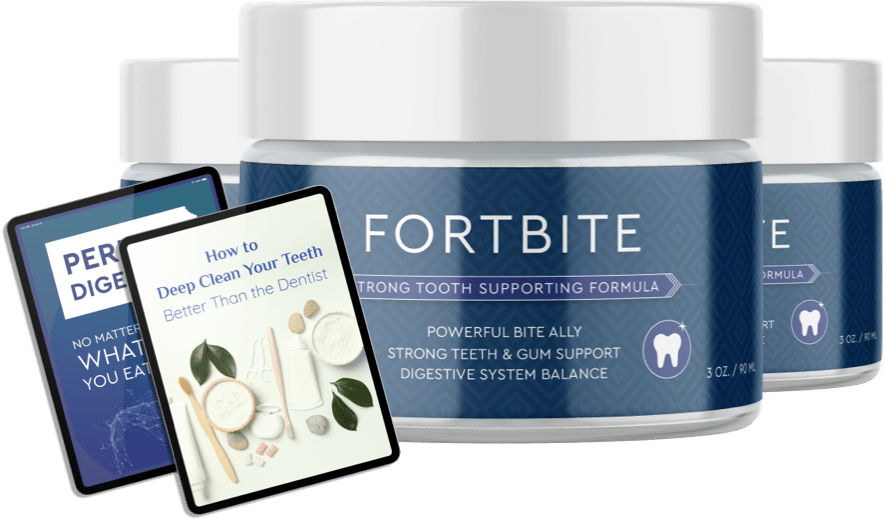 FORTBITE
STRONG TOOTH SUPPORTING FORMULA
POWERFUL BITE ALLY
STRONG TEETH & GUM SUPPORT
DIGESTIVE SYSTEM BALANCE
3 OZ. / 90 ML
TE
FORMULA
3 OZ. / 90 ML
NO MATTER
WHAT
YOU EAT
How to
Deep Clean Your Teeth
Better Than the Dentist